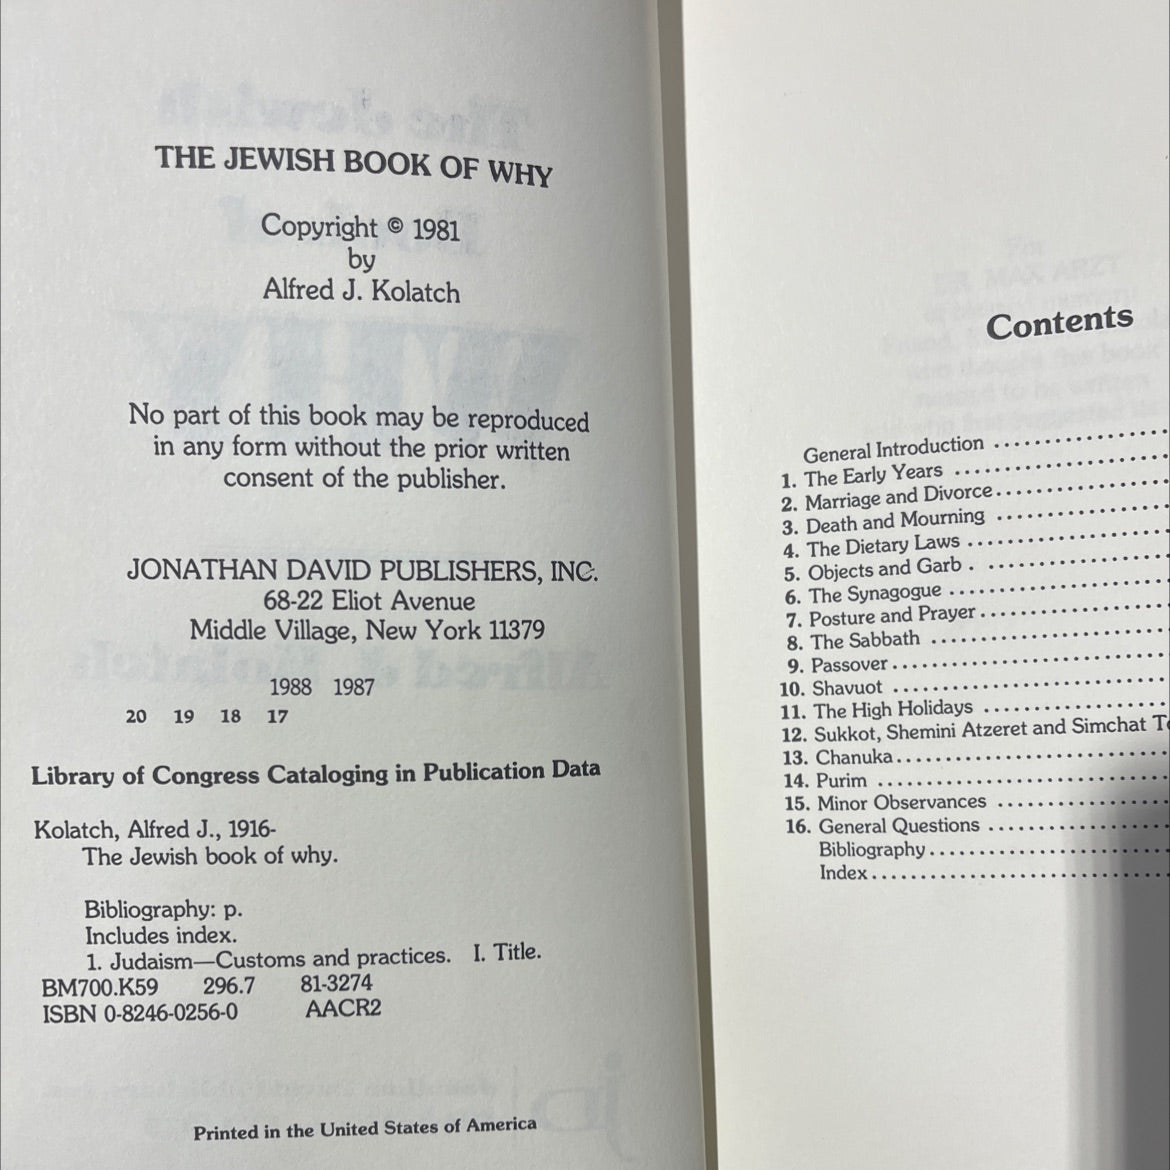 THE JEWISH BOOK OF WHY
Copyright © 1981
by
Alfred J. Kolatch
No part of this book may be reproduced
in any form without the prior written
consent of the publisher.
JONATHAN DAVID PUBLISHERS, INC.
68-22 Eliot Avenue
Middle Village, New York 11379
1988 1987
20 19 18 17
Library of Congress Cataloging in Publication Data
Kolatch, Alfred J., 1916-
The Jewish book of why.
Bibliography: p.
Includes index.
1. Judaism—Customs and practices. I. Title.
BM700.K59 296.7 81-3274
ISBN 0-8246-0256-0 AACR2
Printed in the United States of America
Contents
General Introduction
1. The Early Years
2. Marriage and Divorce
3. Death and Mourning
4. The Dietary Laws
5. Objects and Garb
6. The Synagogue
7. Posture and Prayer
8. The Sabbath
9. Passover
10. Shavuot
11. The High Holidays
12. Sukkot, Shemini Atzeret and Simchat
13. Chanuka
14. Purim
15. Minor Observances
16. General Questions
Bibliography
Index